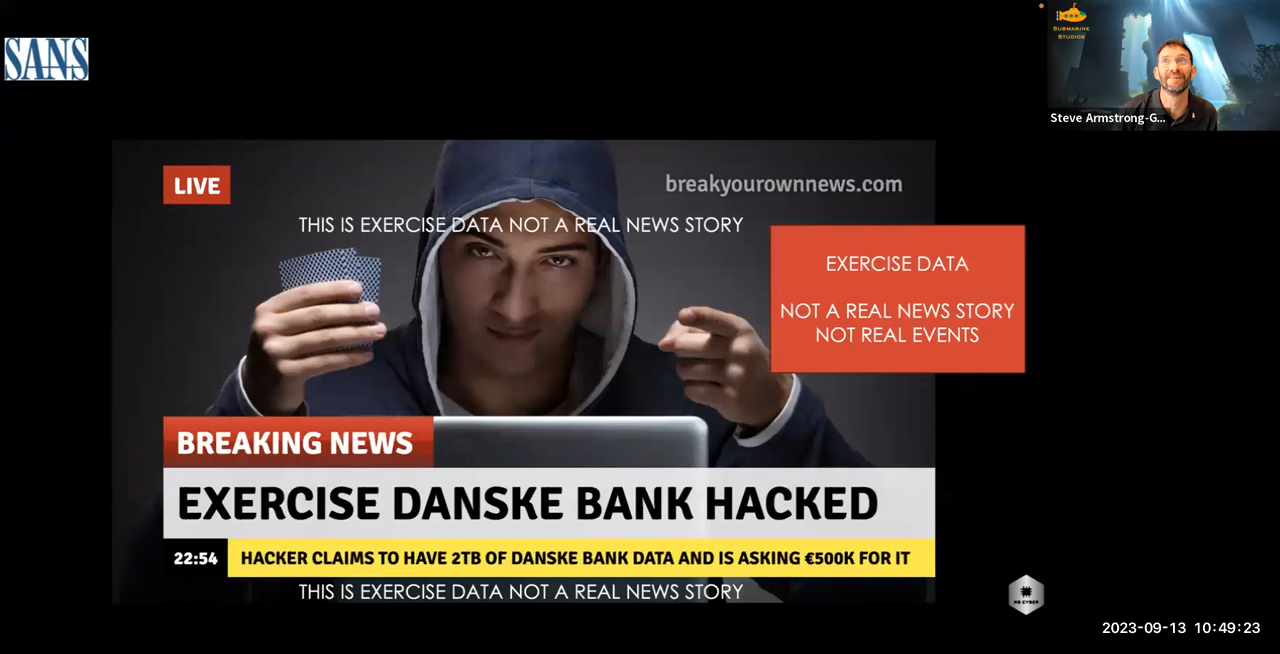 SANS
SUBMARINE
STUDIOS
Steve Armstrong-G...
LIVE
breakyourownnews.com
THIS IS EXERCISE DATA NOT A REAL NEWS STORY
EXERCISE DATA
NOT A REAL NEWS STORY
NOT REAL EVENTS
BREAKING NEWS
EXERCISE DANSKE BANK HACKED
22:54 HACKER CLAIMS TO HAVE 2TB OF DANSKE BANK DATA AND IS ASKING €500K FOR IT
THIS IS EXERCISE DATA NOT A REAL NEWS STORY
2023-09-13 10:49:23